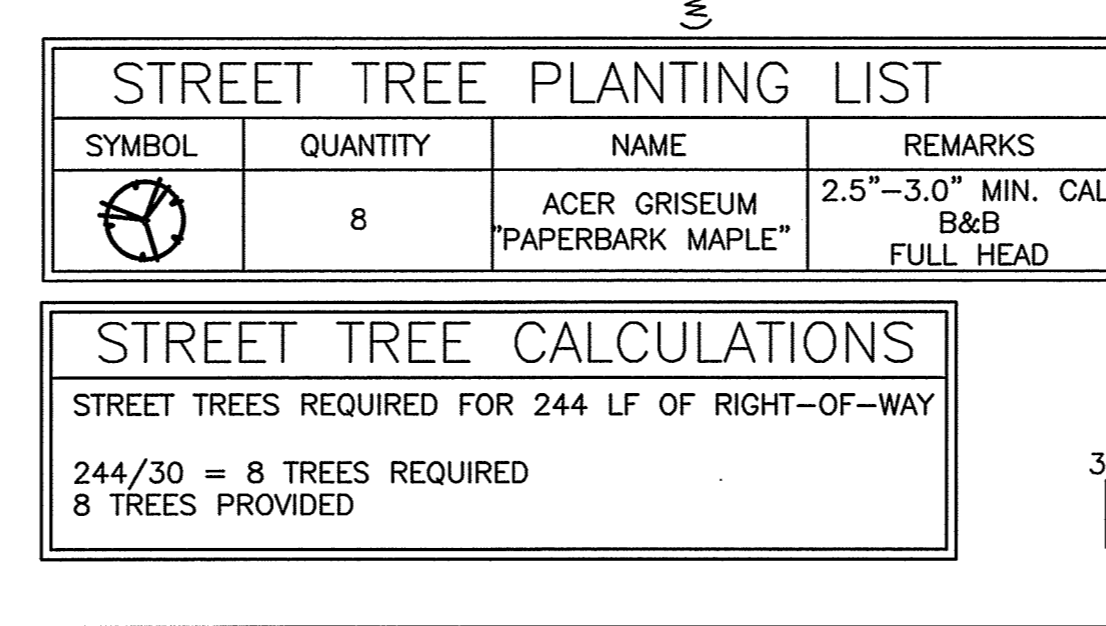 STREET TREE PLANTING LIST
SYMBOL QUANTITY NAME REMARKS
8 ACER GRISEUM "PAPERBARK MAPLE" 2.5"-3.0" MIN. CAL B&B FULL HEAD
STREET TREE CALCULATIONS
STREET TREES REQUIRED FOR 244 LF OF RIGHT-OF-WAY
244/30 = 8 TREES REQUIRED
8 TREES PROVIDED
3